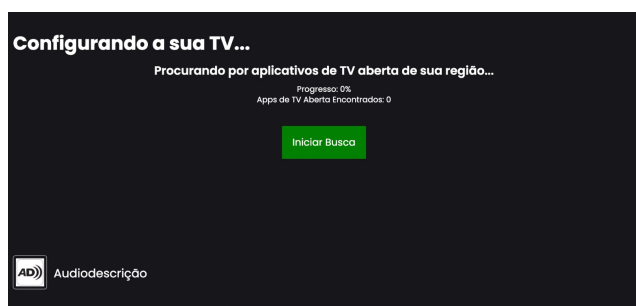 Configurando a sua TV...
Procurando por aplicativos de TV aberta de sua região...
Progresso: 0%
Apps de TV Aberta Encontrados: 0
Iniciar Busca
AD))) Audiodescrição